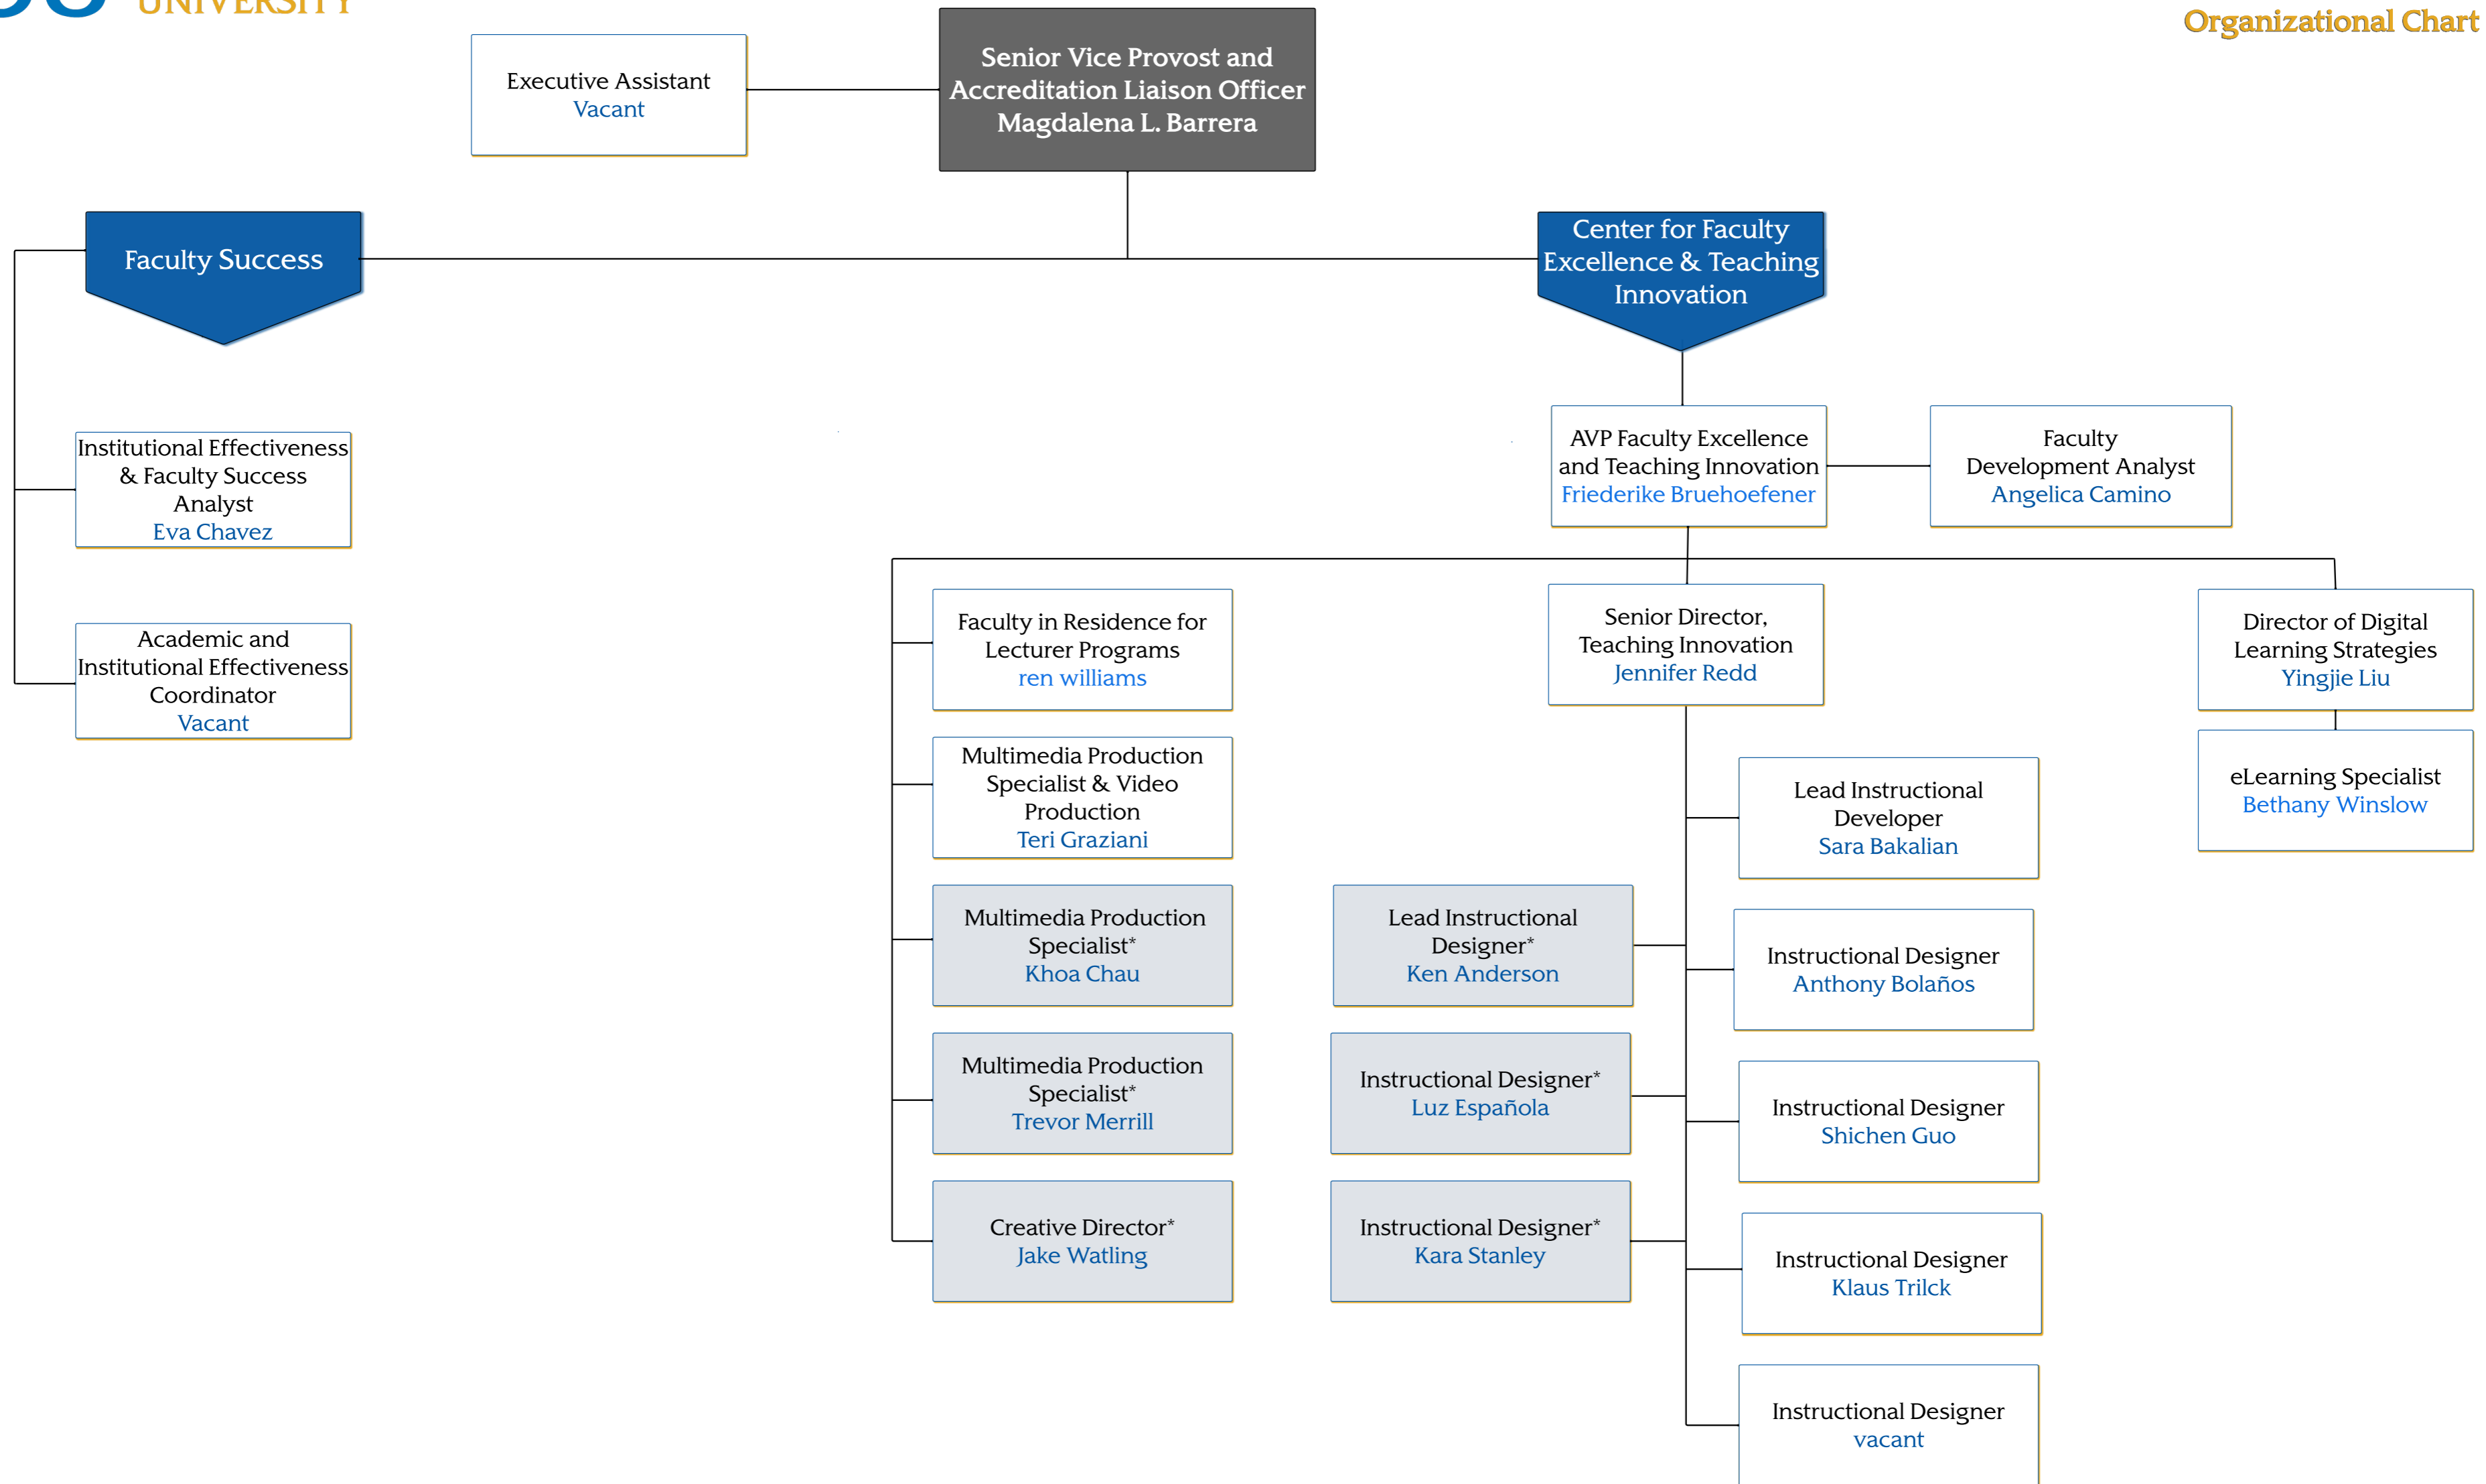 UNIVERSITY
Organizational Chart
Executive Assistant
Vacant
Senior Vice Provost and
Accreditation Liaison Officer
Magdalena L. Barrera
Faculty Success
Center for Faculty
Excellence & Teaching
Innovation
Institutional Effectiveness
& Faculty Success
Analyst
Eva Chavez
Academic and
Institutional Effectiveness
Coordinator
Vacant
AVP Faculty Excellence
and Teaching Innovation
Friederike Bruehoefener
Faculty
Development Analyst
Angelica Camino
Faculty in Residence for
Lecturer Programs
ren williams
Multimedia Production
Specialist & Video
Production
Teri Graziani
Multimedia Production
Specialist*
Khoa Chau
Multimedia Production
Specialist*
Trevor Merrill
Creative Director*
Jake Watling
Senior Director,
Teaching Innovation
Jennifer Redd
Lead Instructional
Designer*
Ken Anderson
Instructional Designer*
Luz Española
Instructional Designer*
Kara Stanley
Lead Instructional
Developer
Sara Bakalian
Instructional Designer
Anthony Bolaños
Instructional Designer
Shichen Guo
Instructional Designer
Klaus Trilck
Instructional Designer
vacant
Director of Digital
Learning Strategies
Yingjie Liu
eLearning Specialist
Bethany Winslow